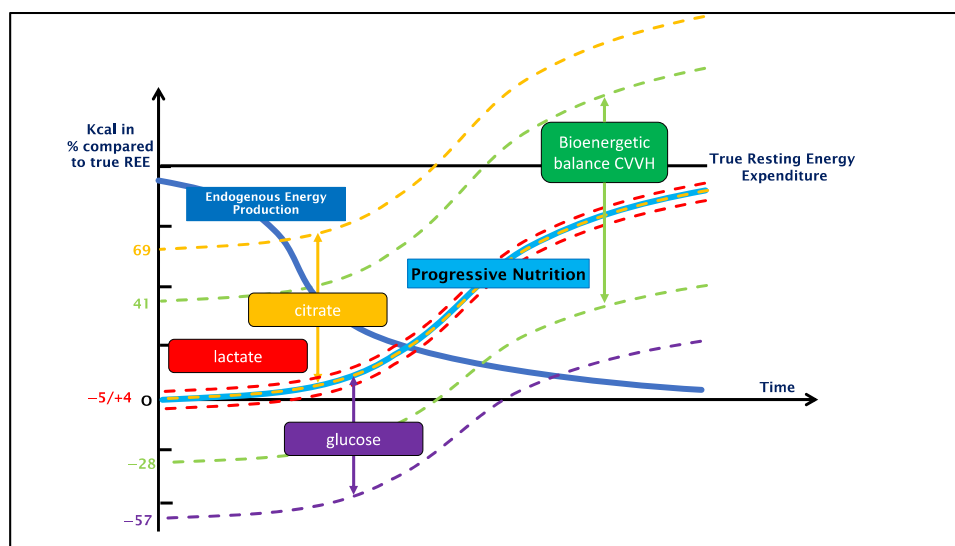 Kcal in
% compared
to true REE
Endogenous Energy
Production
Bioenergetic
balance CVVH
True Resting Energy
Expenditure
69
Progressive Nutrition
41
citrate
lactate
Time
−5/+4
O
glucose
−28
−57